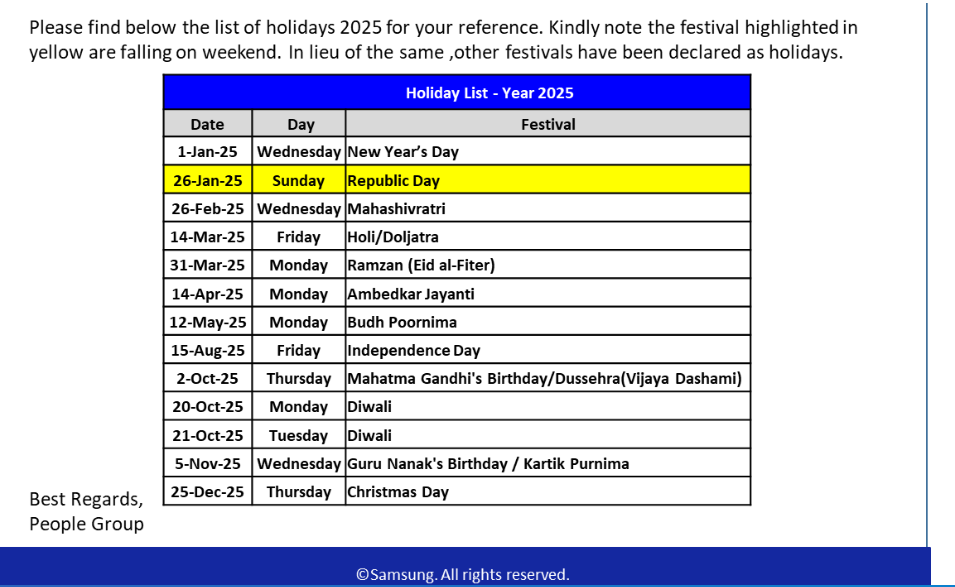 Please find below the list of holidays 2025 for your reference. Kindly note the festival highlighted in
yellow are falling on weekend. In lieu of the same ,other festivals have been declared as holidays.
Holiday List - Year 2025
Date Day Festival
1-Jan-25 Wednesday New Year’s Day
26-Jan-25 Sunday Republic Day
26-Feb-25 Wednesday Mahashivratri
14-Mar-25 Friday Holi/Doljatra
31-Mar-25 Monday Ramzan (Eid al-Fiter)
14-Apr-25 Monday Ambedkar Jayanti
12-May-25 Monday Budh Poornima
15-Aug-25 Friday Independence Day
2-Oct-25 Thursday Mahatma Gandhi's Birthday/Dussehra(Vijaya Dashami)
20-Oct-25 Monday Diwali
21-Oct-25 Tuesday Diwali
5-Nov-25 Wednesday Guru Nanak's Birthday / Kartik Purnima
25-Dec-25 Thursday Christmas Day
Best Regards,
People Group
©Samsung. All rights reserved.